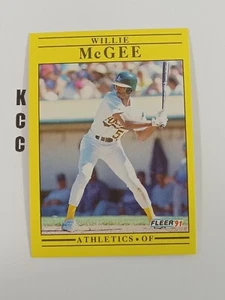 WILLIE
McGEE
K
C
C
FLEER 91
ATHLETICS • OF